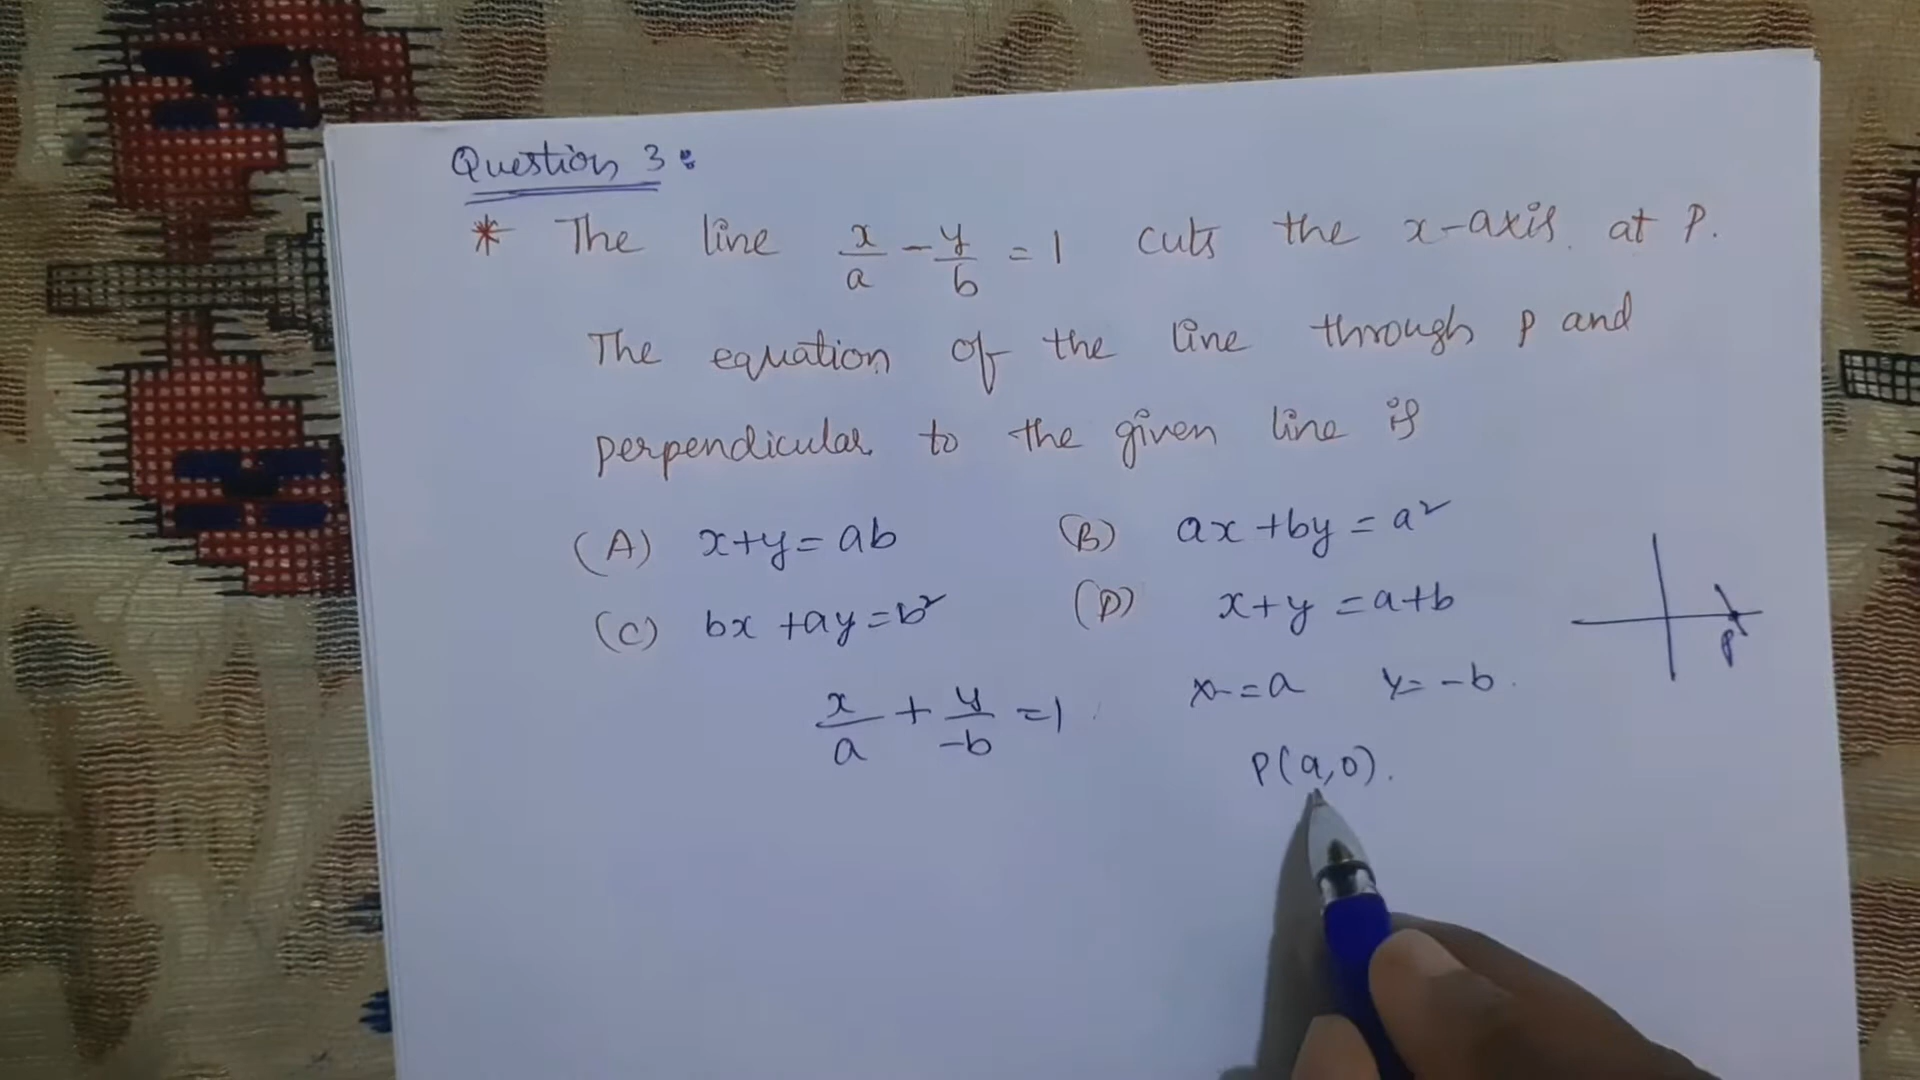 Question 3:
* The line x/a - y/b = 1 cuts the x-axis at P.
The equation of the line through P and
perpendicular to the given line is
(A) x+y = ab (B) ax + by = a²
(C) bx + ay = b² (D) x+y = a+b
P
x/a + y/-b = 1 x = a y = -b
P(a,0).